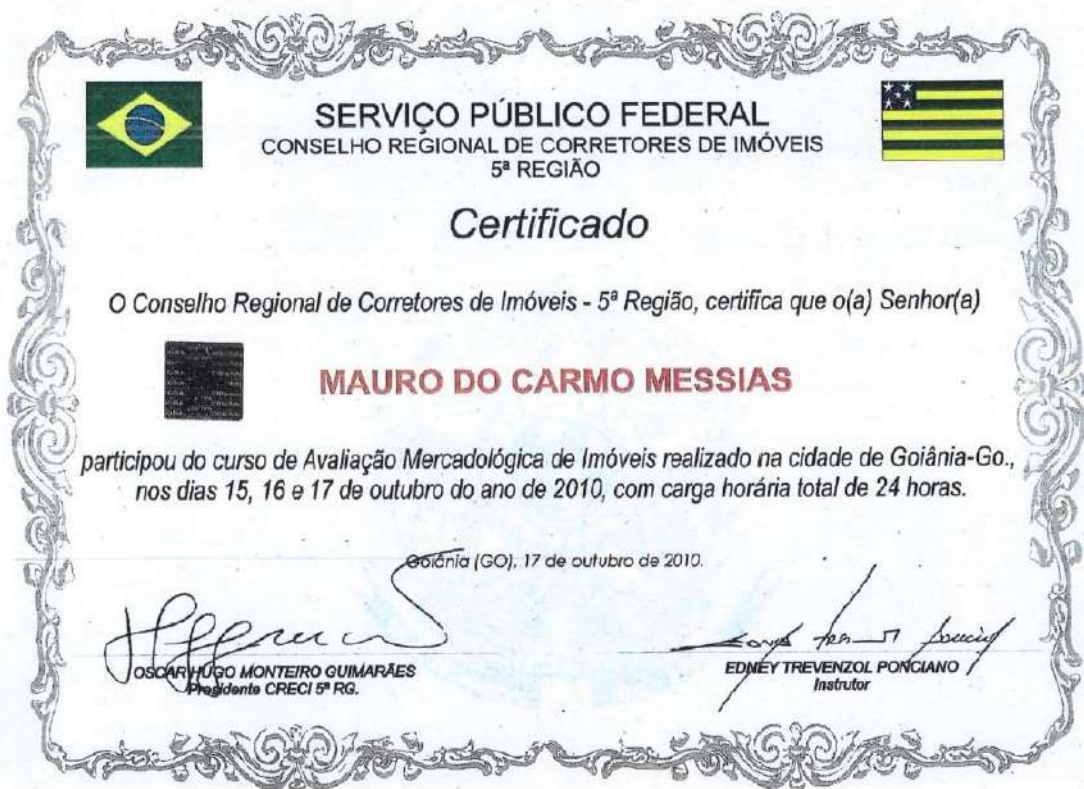 SERVIÇO PÚBLICO FEDERAL
CONSELHO REGIONAL DE CORRETORES DE IMÓVEIS
5ª REGIÃO
Certificado
O Conselho Regional de Corretores de Imóveis - 5ª Região, certifica que o(a) Senhor(a)
MAURO DO CARMO MESSIAS
participou do curso de Avaliação Mercadológica de Imóveis realizado na cidade de Goiânia-Go.,
nos dias 15, 16 e 17 de outubro do ano de 2010, com carga horária total de 24 horas.
Goiânia (GO), 17 de outubro de 2010.
OSCAR HUGO MONTEIRO GUIMARÃES
Presidente CRECI 5ª RG.
EDNEY TREVENZOL PONCIANO
Instrutor